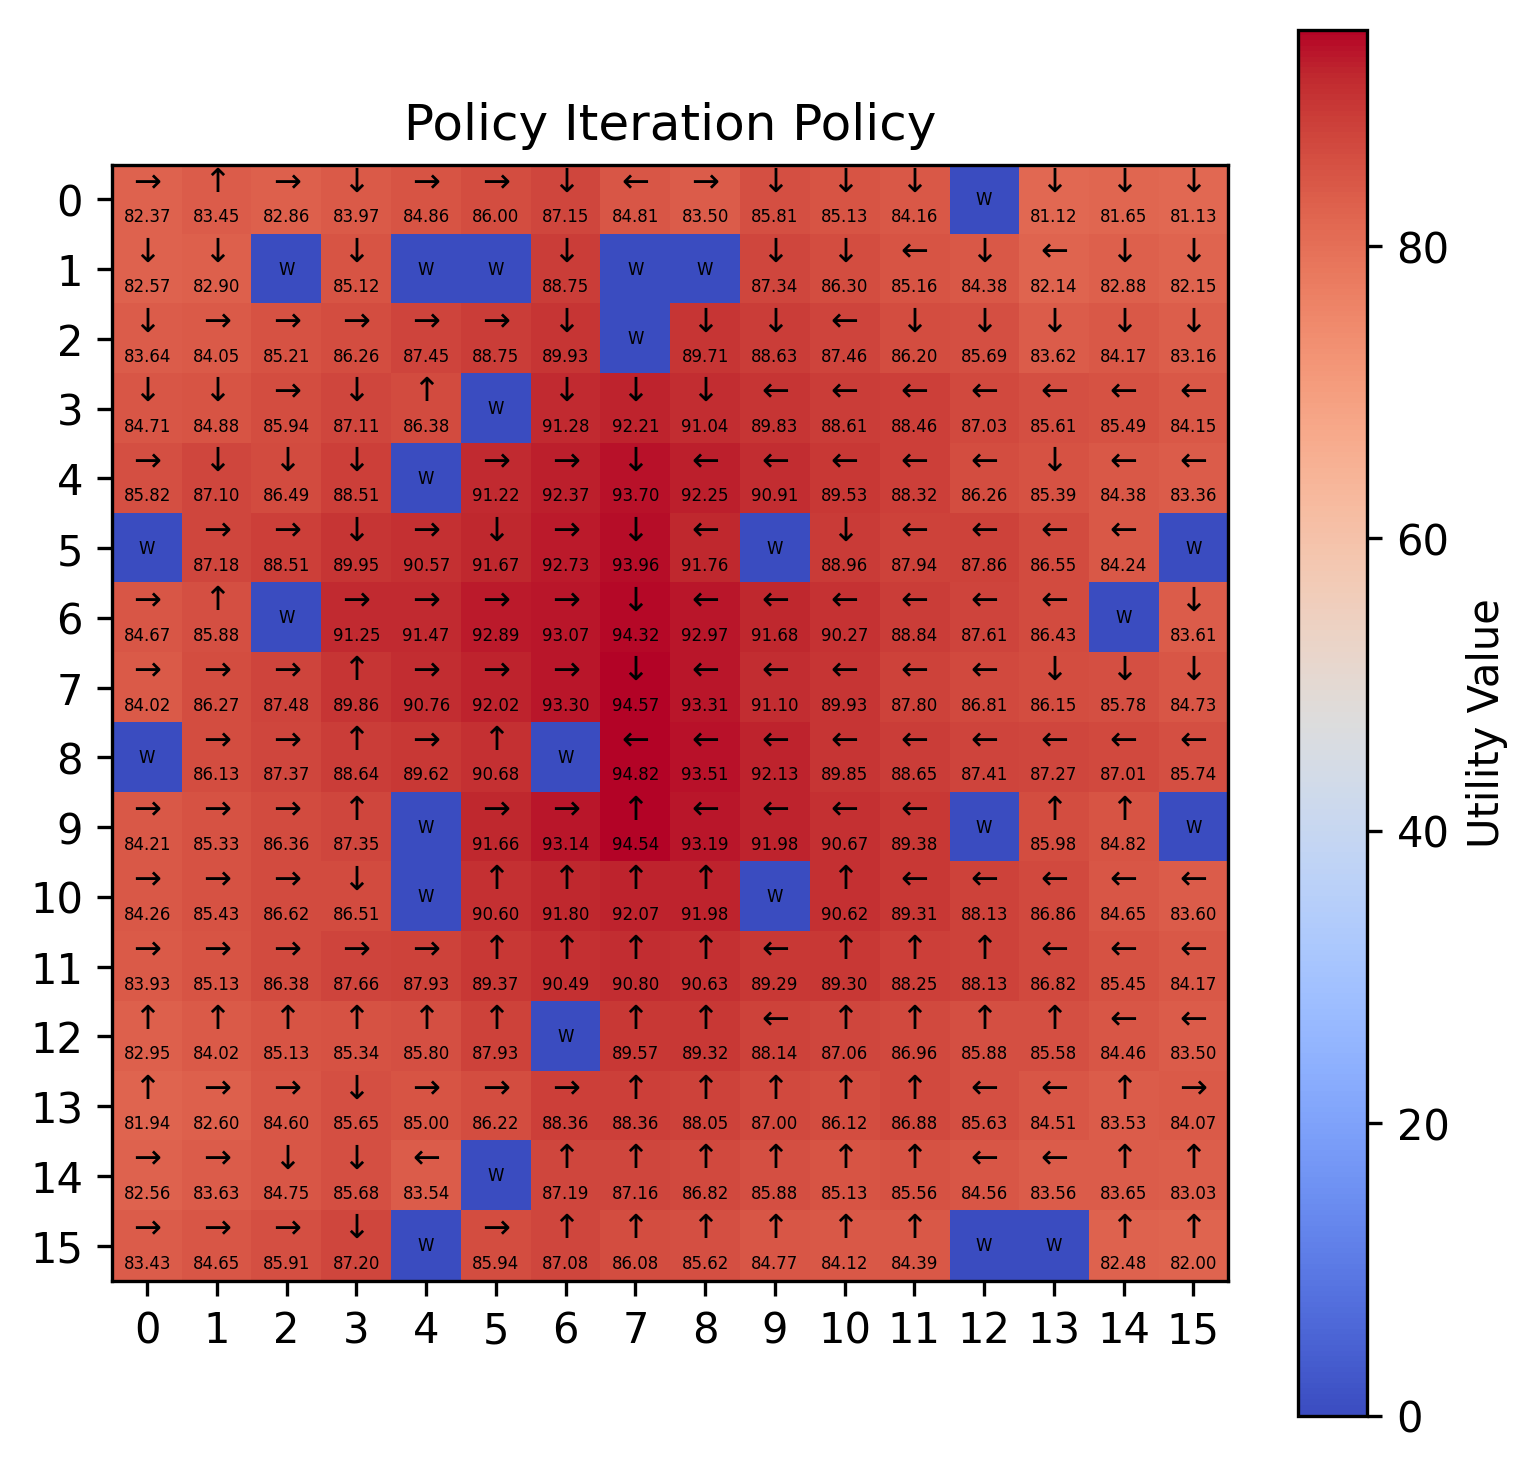 Policy Iteration Policy
0 → 82.37 ↑ 83.45 → 82.86 ↓ 83.97 → 84.86 → 86.00 ↓ 87.15 ← 84.81 → 83.50 ↓ 85.81 ↓ 85.13 ↓ 84.16 W ↓ 81.12 ↓ 81.65 ↓ 81.13
1 ↓ 82.57 ↓ 82.90 W ↓ 85.12 W W ↓ 88.75 W W ↓ 87.34 ↓ 86.30 ← 85.16 ↓ 84.38 ← 82.14 ↓ 82.88 ↓ 82.15
2 ↓ 83.64 → 84.05 → 85.21 → 86.26 → 87.45 → 88.75 ↓ 89.93 W ↓ 89.71 ↓ 88.63 ← 87.46 ↓ 86.20 ↓ 85.69 ↓ 83.62 ↓ 84.17 ↓ 83.16
3 ↓ 84.71 ↓ 84.88 → 85.94 ↓ 87.11 ↑ 86.38 W ↓ 91.28 ↓ 92.21 ↓ 91.04 ← 89.83 ← 88.61 ← 88.46 ← 87.03 ← 85.61 ← 85.49 ← 84.15
4 → 85.82 ↓ 87.10 ↓ 86.49 ↓ 88.51 W → 91.22 → 92.37 ↓ 93.70 ← 92.25 ← 90.91 ← 89.53 ← 88.32 ← 86.26 ↓ 85.39 ← 84.38 ← 83.36
5 W → 87.18 → 88.51 ↓ 89.95 → 90.57 ↓ 91.67 → 92.73 ↓ 93.96 ← 91.76 W ↓ 88.96 ← 87.94 ← 87.86 ← 86.55 ← 84.24 W
6 → 84.67 ↑ 85.88 W → 91.25 → 91.47 → 92.89 → 93.07 ↓ 94.32 ← 92.97 ← 91.68 ← 90.27 ← 88.84 ← 87.61 ← 86.43 W ↓ 83.61
7 → 84.02 → 86.27 → 87.48 ↑ 89.86 → 90.76 → 92.02 → 93.30 ↓ 94.57 ← 93.31 ← 91.10 ← 89.93 ← 87.80 ← 86.81 ↓ 86.15 ↓ 85.78 ↓ 84.73
8 W → 86.13 → 87.37 ↑ 88.64 → 89.62 ↑ 90.68 W ← 94.82 ← 93.51 ← 92.13 ← 89.85 ← 88.65 ← 87.41 ← 87.27 ← 87.01 ← 85.74
9 → 84.21 → 85.33 → 86.36 ↑ 87.35 W → 91.66 → 93.14 ↑ 94.54 ← 93.19 ← 91.98 ← 90.67 ← 89.38 W ↑ 85.98 ↑ 84.82 W
10 → 84.26 → 85.43 → 86.62 ↓ 86.51 W ↑ 90.60 ↑ 91.80 ↑ 92.07 ↑ 91.98 W ↑ 90.62 ← 89.31 ← 88.13 ← 86.86 ← 84.65 ← 83.60
11 → 83.93 → 85.13 → 86.38 → 87.66 → 87.93 ↑ 89.37 ↑ 90.49 ↑ 90.80 ↑ 90.63 ← 89.29 ↑ 89.30 ↑ 88.25 ↑ 88.13 ← 86.82 ← 85.45 ← 84.17
12 ↑ 82.95 ↑ 84.02 ↑ 85.13 ↑ 85.34 ↑ 85.80 ↑ 87.93 W ↑ 89.57 ↑ 89.32 ← 88.14 ↑ 87.06 ↑ 86.96 ↑ 85.88 ↑ 85.58 ← 84.46 ← 83.50
13 ↑ 81.94 → 82.60 → 84.60 ↓ 85.65 → 85.00 → 86.22 → 88.36 ↑ 88.36 ↑ 88.05 ↑ 87.00 ↑ 86.12 ↑ 86.88 ← 85.63 ← 84.51 ↑ 83.53 → 84.07
14 → 82.56 → 83.63 ↓ 84.75 ↓ 85.68 ← 83.54 W ↑ 87.19 ↑ 87.16 ↑ 86.82 ↑ 85.88 ↑ 85.13 ↑ 85.56 ← 84.56 ← 83.56 ↑ 83.65 ↑ 83.03
15 → 83.43 → 84.65 → 85.91 ↓ 87.20 W → 85.94 ↑ 87.08 ↑ 86.08 ↑ 85.62 ↑ 84.77 ↑ 84.12 ↑ 84.39 W W ↑ 82.48 ↑ 82.00
0 1 2 3 4 5 6 7 8 9 10 11 12 13 14 15
80
60
40
20
0
Utility Value